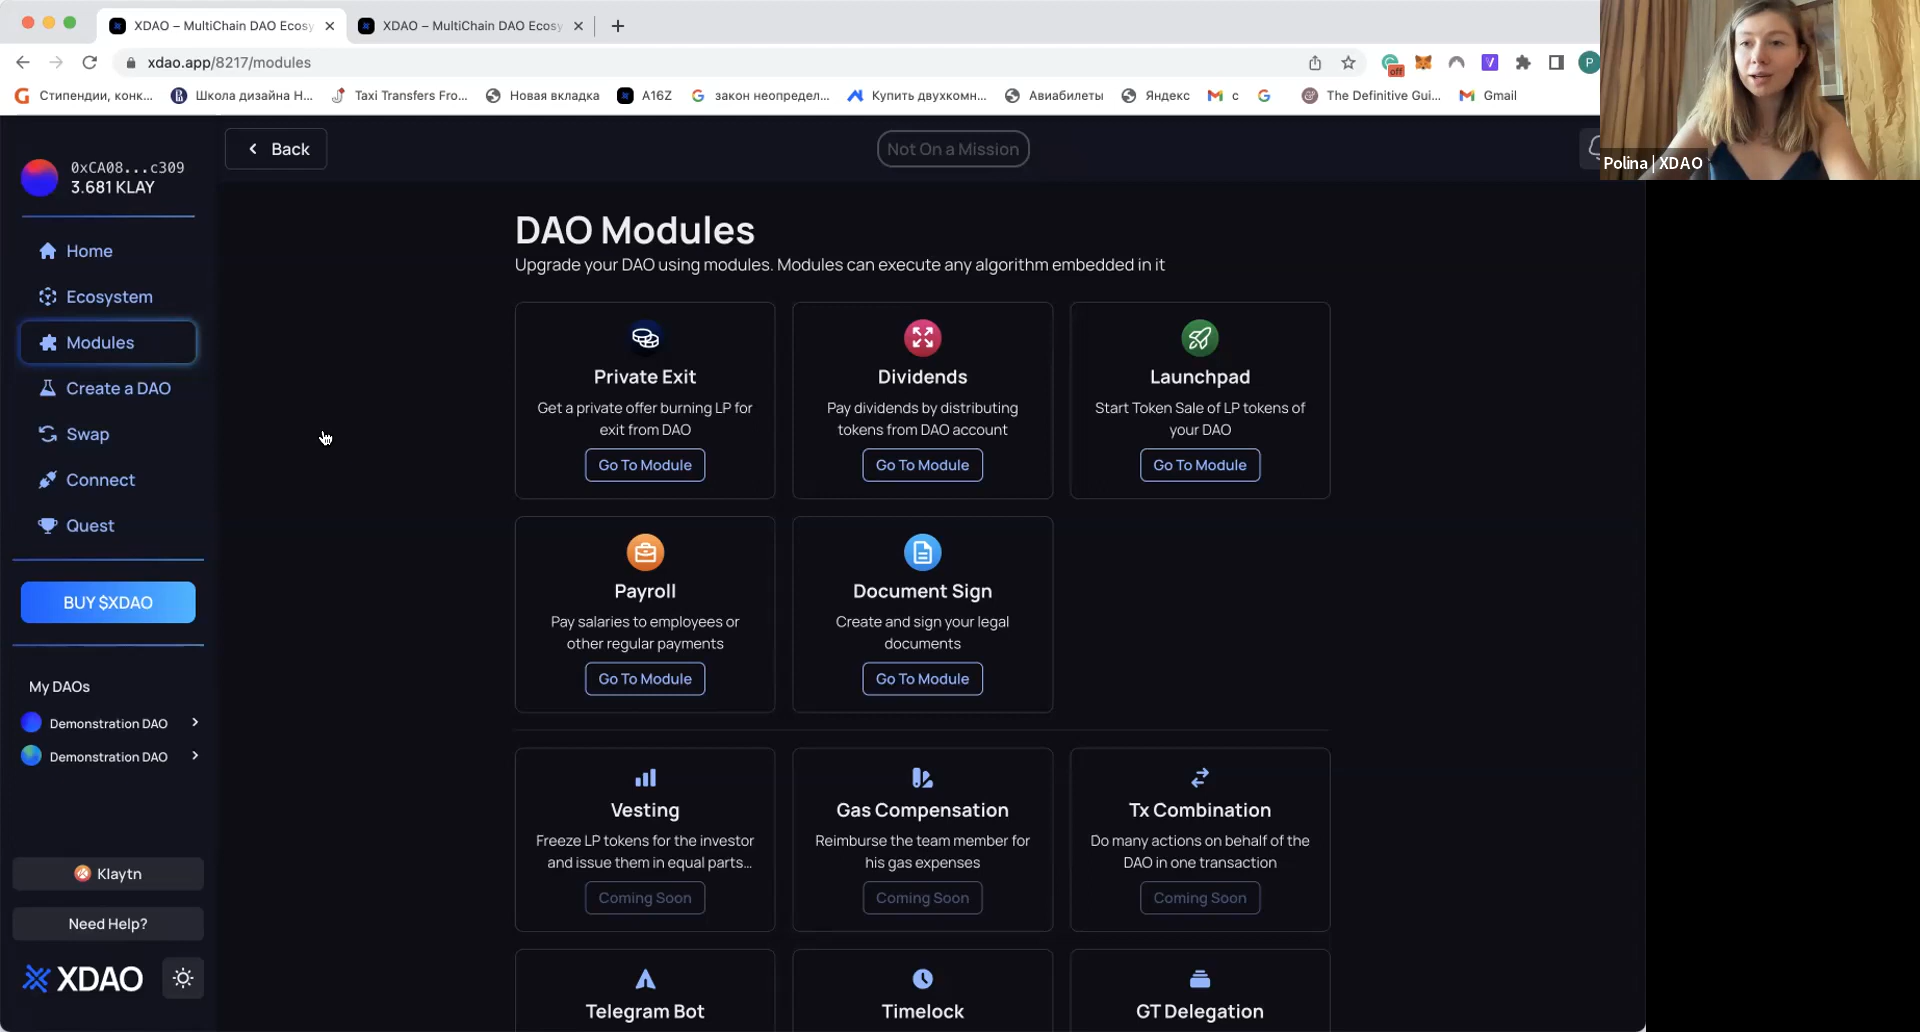 XDAO – MultiChain DAO Ecosy
XDAO – MultiChain DAO Ecosy
xdao.app/8217/modules
off
P
Стипендии, конк...
Школа дизайна Н...
Taxi Transfers Fro...
Новая вкладка
A16Z
закон неопредел...
Купить двухкомн...
Авиабилеты
Яндекс
с
The Definitive Gui...
Gmail
Polina | XDAO
0xCA08...c309
3.681 KLAY
Back
Not On a Mission
Home
Ecosystem
Modules
Create a DAO
Swap
Connect
Quest
BUY $XDAO
My DAOs
Demonstration DAO
Demonstration DAO
Klaytn
Need Help?
XDAO
DAO Modules
Upgrade your DAO using modules. Modules can execute any algorithm embedded in it
Private Exit
Get a private offer burning LP for
exit from DAO
Go To Module
Dividends
Pay dividends by distributing
tokens from DAO account
Go To Module
Launchpad
Start Token Sale of LP tokens of
your DAO
Go To Module
Payroll
Pay salaries to employees or
other regular payments
Go To Module
Document Sign
Create and sign your legal
documents
Go To Module
Vesting
Freeze LP tokens for the investor
and issue them in equal parts...
Coming Soon
Gas Compensation
Reimburse the team member for
his gas expenses
Coming Soon
Tx Combination
Do many actions on behalf of the
DAO in one transaction
Coming Soon
Telegram Bot
Timelock
GT Delegation